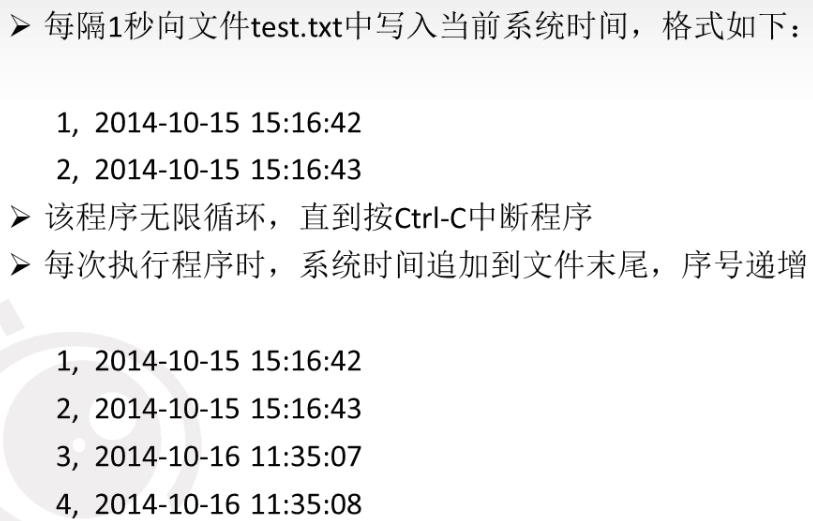 ➢ 每隔1秒向文件test.txt中写入当前系统时间，格式如下：
1, 2014-10-15 15:16:42
2, 2014-10-15 15:16:43
➢ 该程序无限循环，直到按Ctrl-C中断程序
➢ 每次执行程序时，系统时间追加到文件末尾，序号递增
1, 2014-10-15 15:16:42
2, 2014-10-15 15:16:43
3, 2014-10-16 11:35:07
4, 2014-10-16 11:35:08